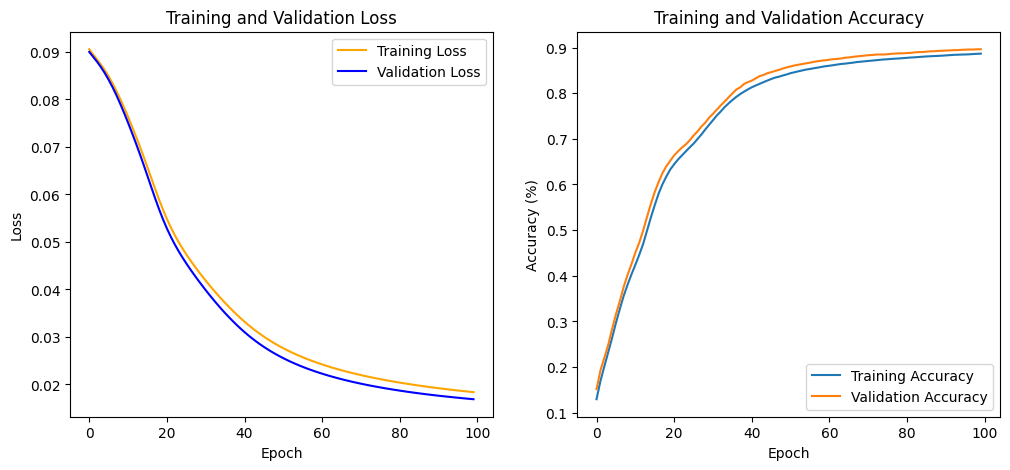 Training and Validation Loss
0.09
0.08
0.07
0.06
0.05
0.04
0.03
0.02
Loss
0 20 40 60 80 100
Epoch
Training Loss
Validation Loss
Training and Validation Accuracy
0.9
0.8
0.7
0.6
0.5
0.4
0.3
0.2
0.1
Accuracy (%)
0 20 40 60 80 100
Epoch
Training Accuracy
Validation Accuracy